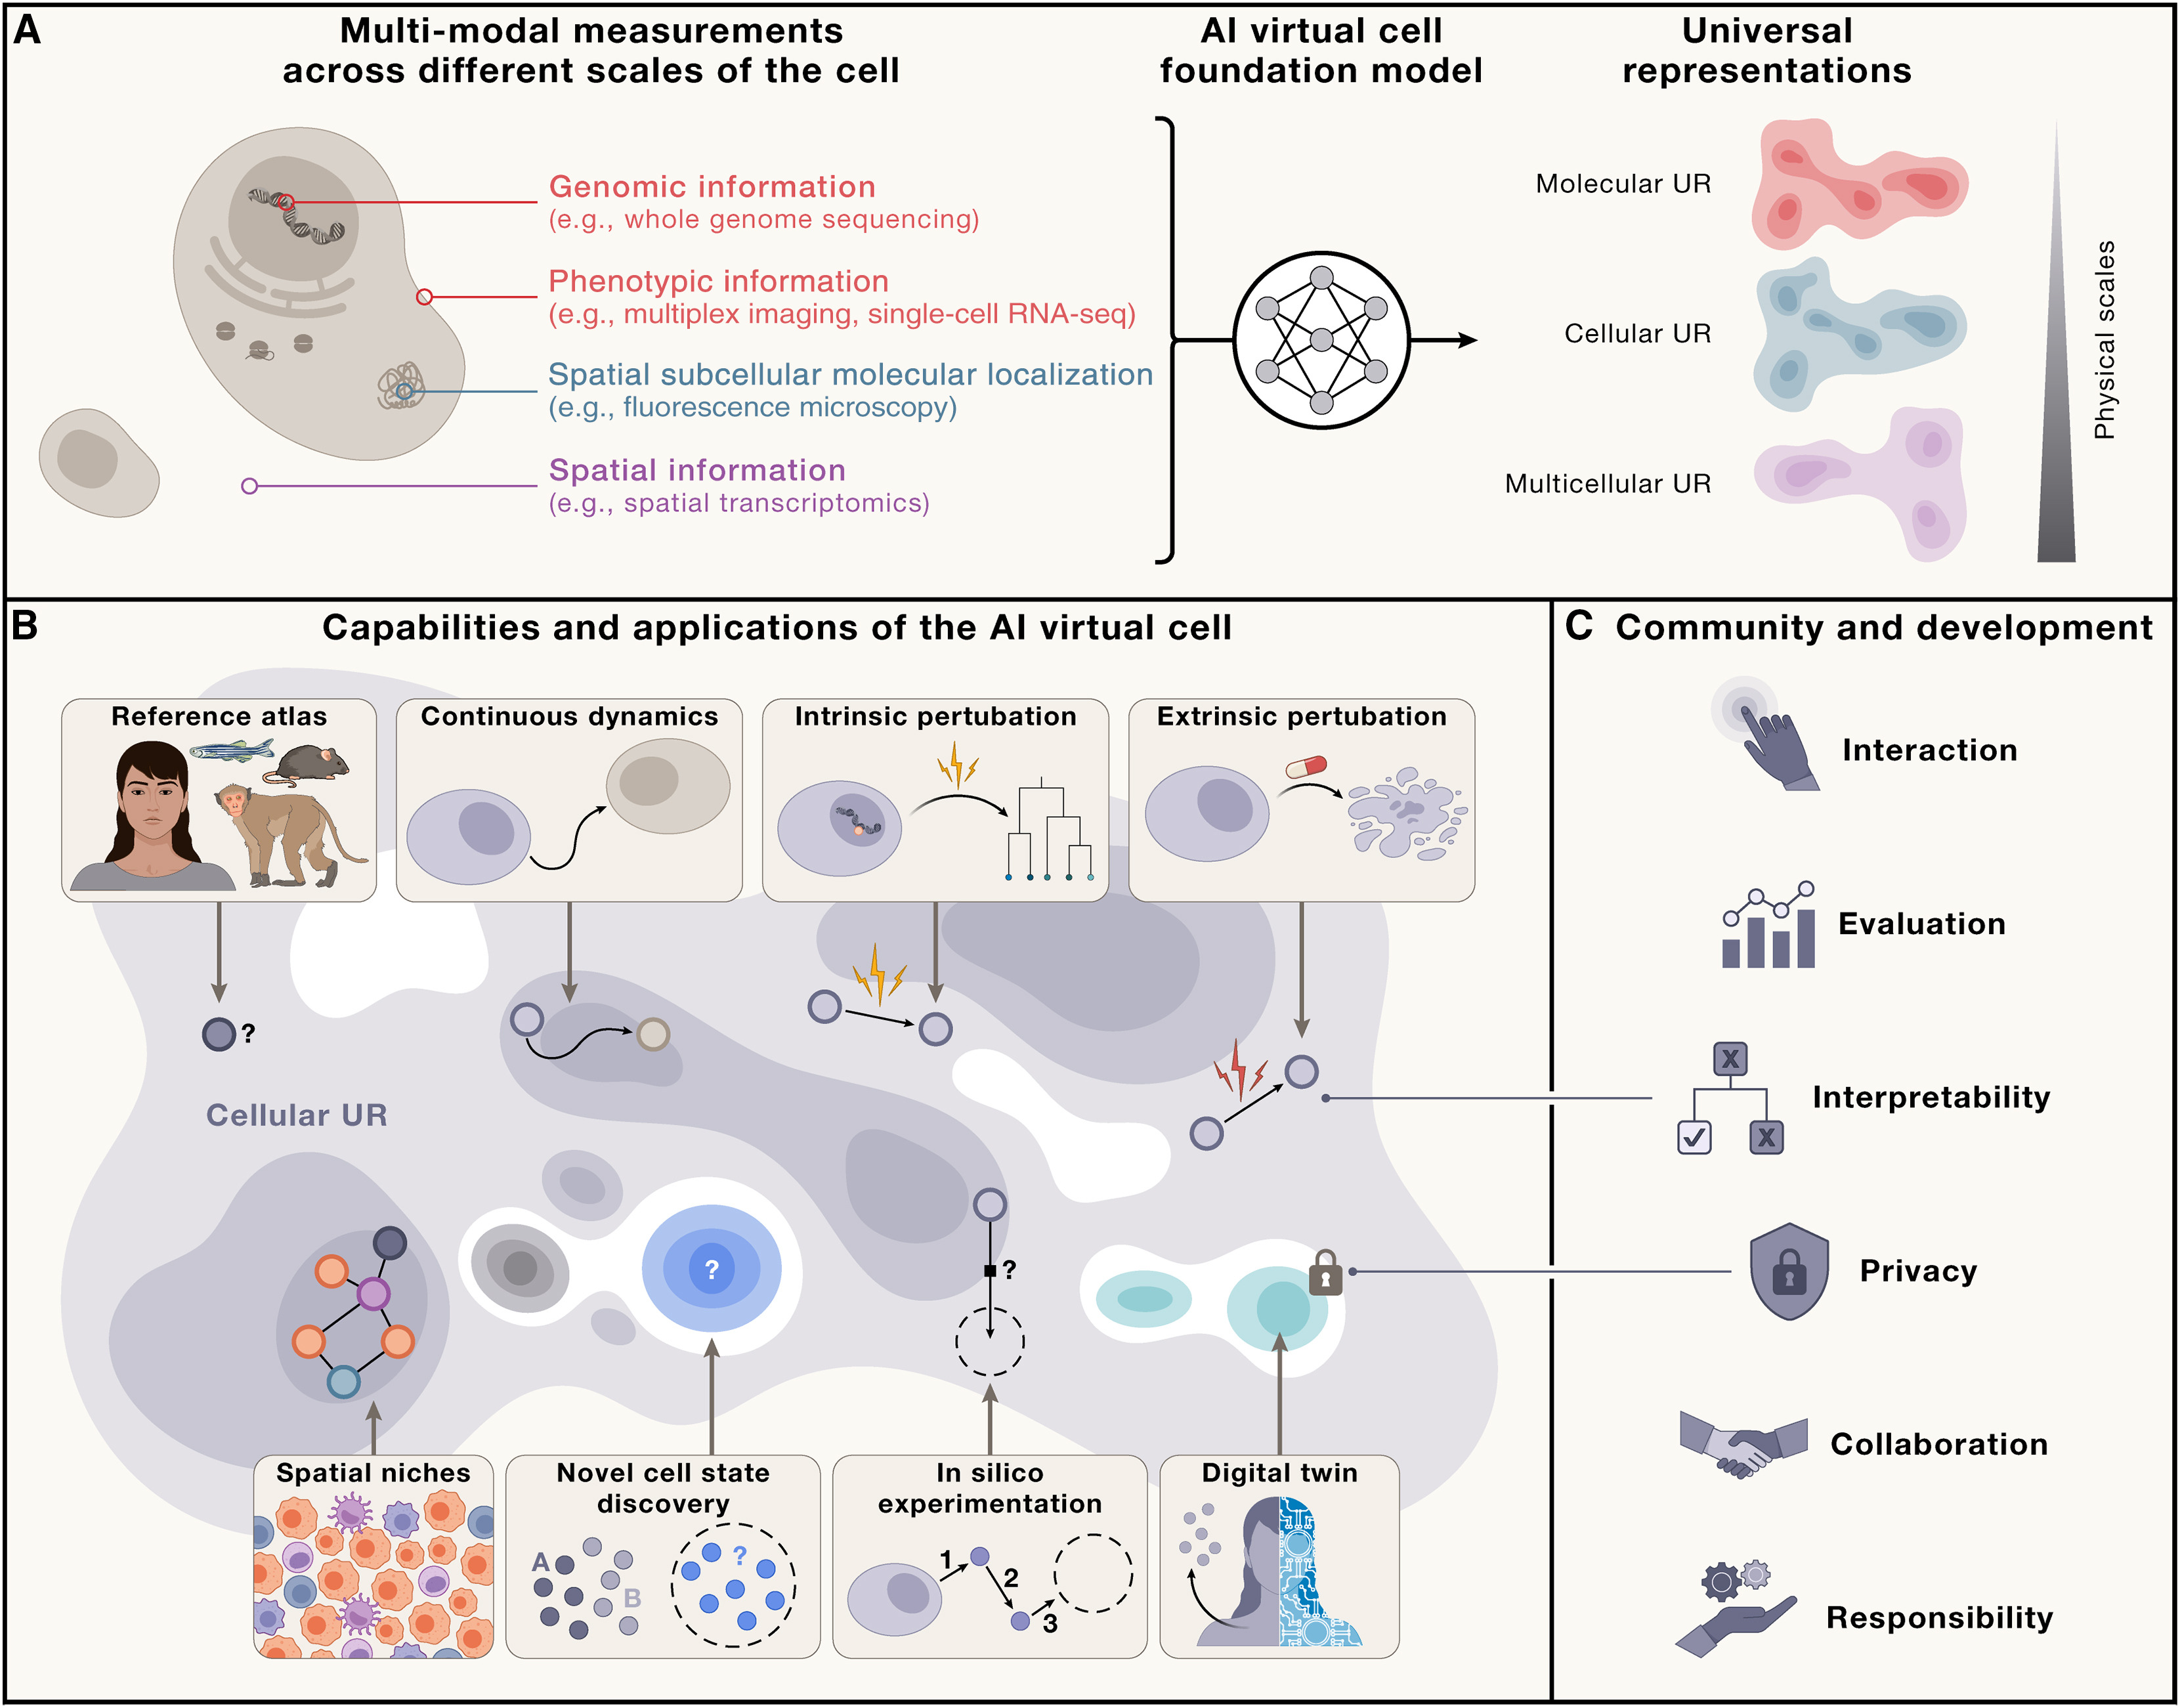 A
Multi-modal measurements
across different scales of the cell
AI virtual cell
foundation model
Universal
representations
Genomic information
(e.g., whole genome sequencing)
Phenotypic information
(e.g., multiplex imaging, single-cell RNA-seq)
Spatial subcellular molecular localization
(e.g., fluorescence microscopy)
Spatial information
(e.g., spatial transcriptomics)
Molecular UR
Cellular UR
Multicellular UR
Physical scales
B
Capabilities and applications of the AI virtual cell
Reference atlas
Continuous dynamics
Intrinsic pertubation
Extrinsic pertubation
?
Cellular UR
?
?
Spatial niches
Novel cell state
discovery
A
B
?
In silico
experimentation
1
2
3
Digital twin
C Community and development
Interaction
Evaluation
X
X
Interpretability
Privacy
Collaboration
Responsibility